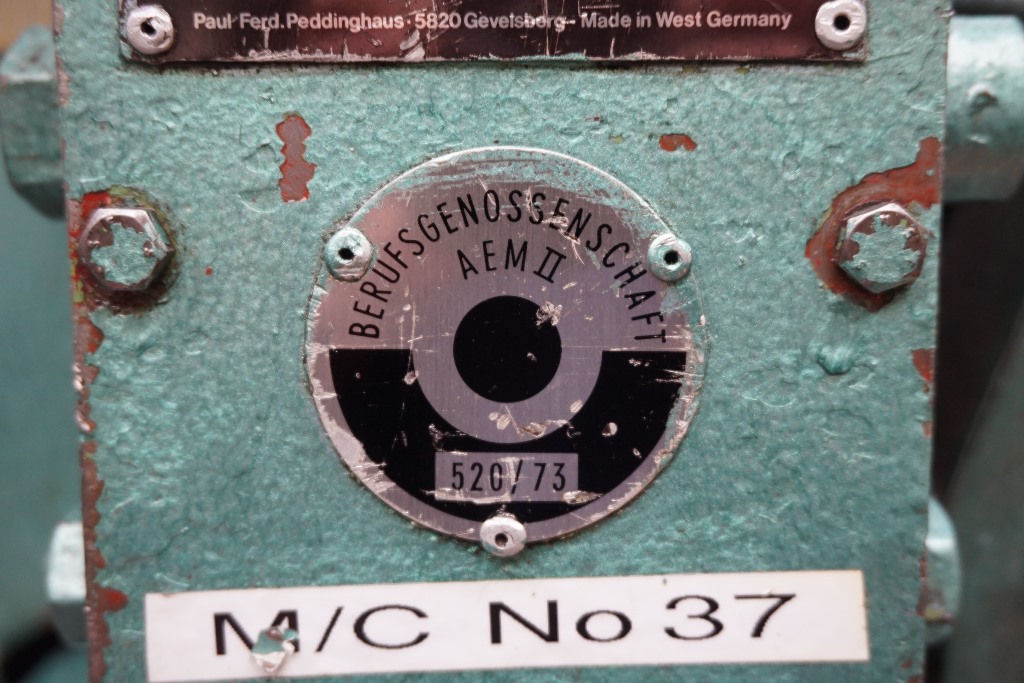 Paul Ferd. Peddinghaus · 5820 Gevelsberg · Made in West Germany
BERUFSGENOSSENSCHAFT
AEM II
520/73
M/C No 37